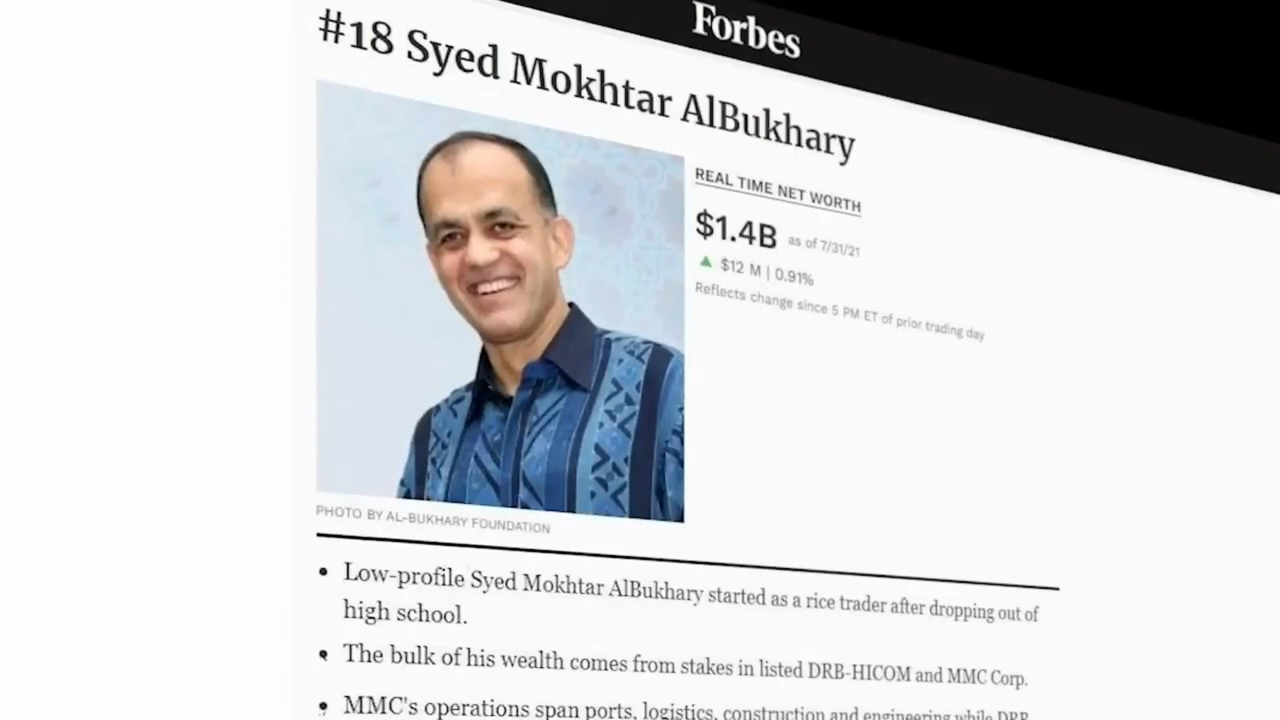 Forbes
#18 Syed Mokhtar AlBukhary
REAL TIME NET WORTH
$1.4B as of 7/31/21
$12 M | 0.91%
Reflects change since 5 PM ET of prior trading day
PHOTO BY AL-BUKHARY FOUNDATION
• Low-profile Syed Mokhtar AlBukhary started as a rice trader after dropping out of
high school.
• The bulk of his wealth comes from stakes in listed DRB-HICOM and MMC Corp.
• MMC's operations span ports, logistics, construction and engineering while DRB